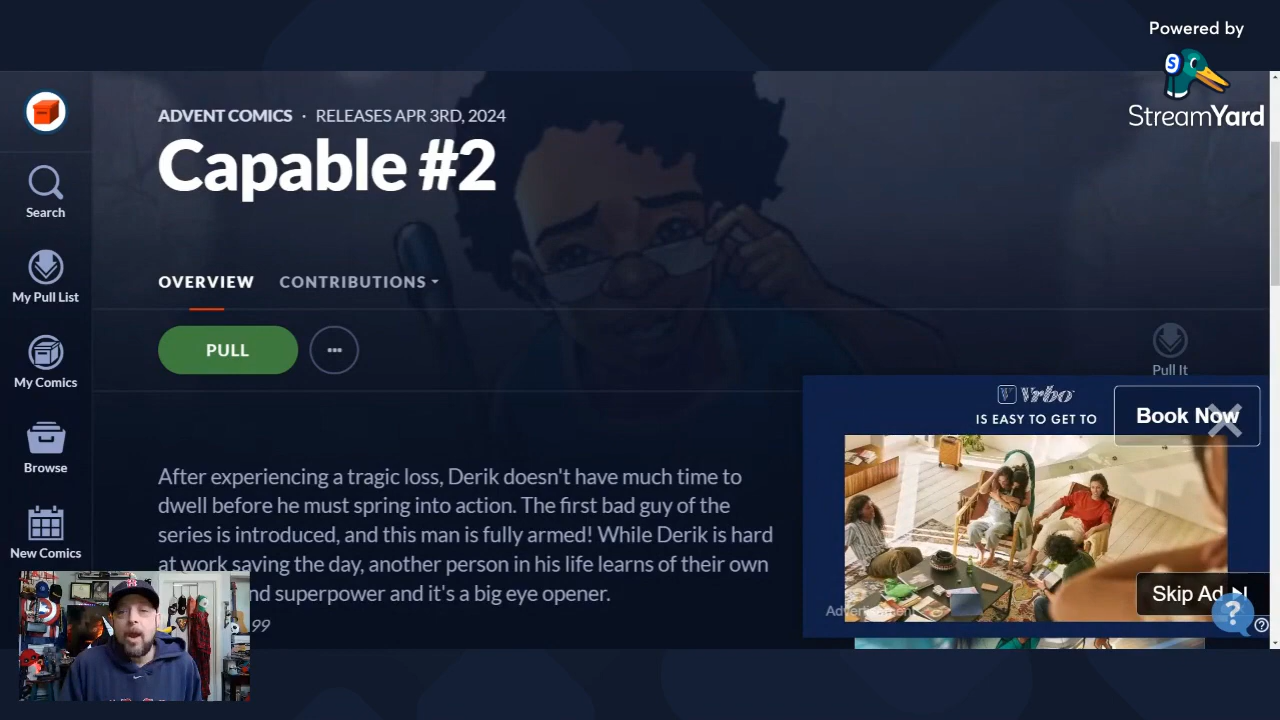 Powered by
StreamYard
ADVENT COMICS · RELEASES APR 3RD, 2024
Capable #2
Search
My Pull List
My Comics
Browse
New Comics
OVERVIEW CONTRIBUTIONS
PULL
Pull It
After experiencing a tragic loss, Derik doesn't have much time to
dwell before he must spring into action. The first bad guy of the
series is introduced, and this man is fully armed! While Derik is hard
at work saving the day, another person in his life learns of their own
nd superpower and it's a big eye opener.
99
Vrbo
IS EASY TO GET TO
Book Now
Skip Ad
Advertisement